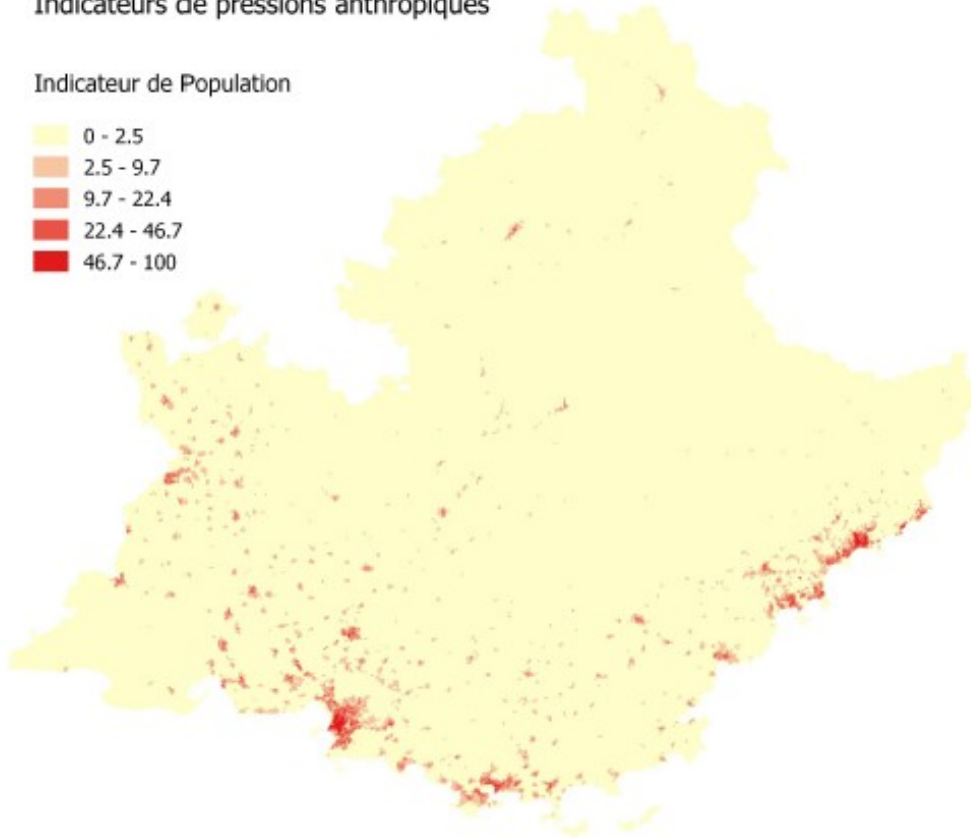 Indicateurs de pressions anthropiques
Indicateur de Population
0 - 2.5
2.5 - 9.7
9.7 - 22.4
22.4 - 46.7
46.7 - 100